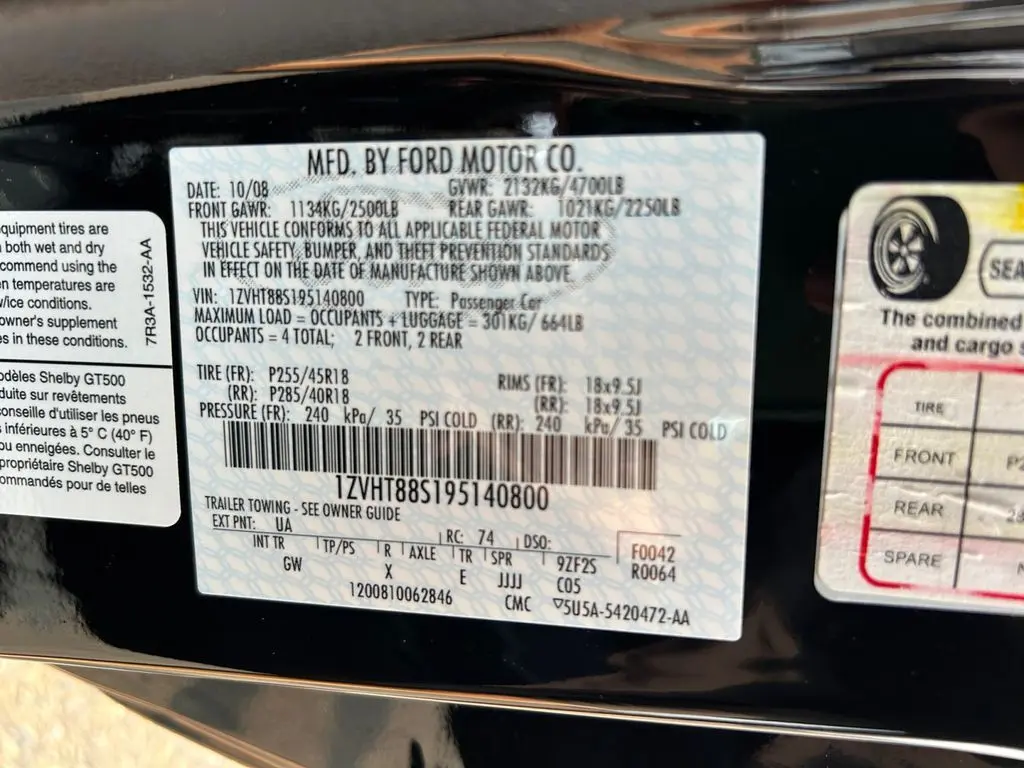 MFD. BY FORD MOTOR CO.
DATE: 10/08 GVWR: 2132KG/4700LB
FRONT GAWR: 1134KG/2500LB REAR GAWR: 1021KG/2250LB
THIS VEHICLE CONFORMS TO ALL APPLICABLE FEDERAL MOTOR
VEHICLE SAFETY, BUMPER, AND THEFT PREVENTION STANDARDS
IN EFFECT ON THE DATE OF MANUFACTURE SHOWN ABOVE.
VIN: 1ZVHT88S195140800 TYPE: Passenger Car
MAXIMUM LOAD = OCCUPANTS + LUGGAGE = 301KG/ 664LB
OCCUPANTS = 4 TOTAL; 2 FRONT, 2 REAR
TIRE (FR): P255/45R18 RIMS (FR): 18x9.5J
(RR): P285/40R18 (RR): 18x9.5J
PRESSURE (FR): 240 kPa/ 35 PSI COLD (RR): 240 kPa/ 35 PSI COLD
1ZVHT88S195140800
TRAILER TOWING - SEE OWNER GUIDE
EXT PNT: UA RC: 74 DSO: F0042
INT TR TP/PS R AXLE TR SPR 9ZF2S R0064
GW X E JJJJ C05
1200810062846 CMC ▽5U5A-5420472-AA
quipment tires are
both wet and dry
commend using the
n temperatures are
/ice conditions.
owner's supplement
es in these conditions.
7R3A-1532-AA
odèles Shelby GT500
duite sur revêtements
conseille d'utiliser les pneus
s inférieures à 5° C (40° F)
ou enneigées. Consulter le
propriétaire Shelby GT500
ommandés pour de telles
SEA
The combined
and cargo s
TIRE
FRONT P2
REAR 28
SPARE N